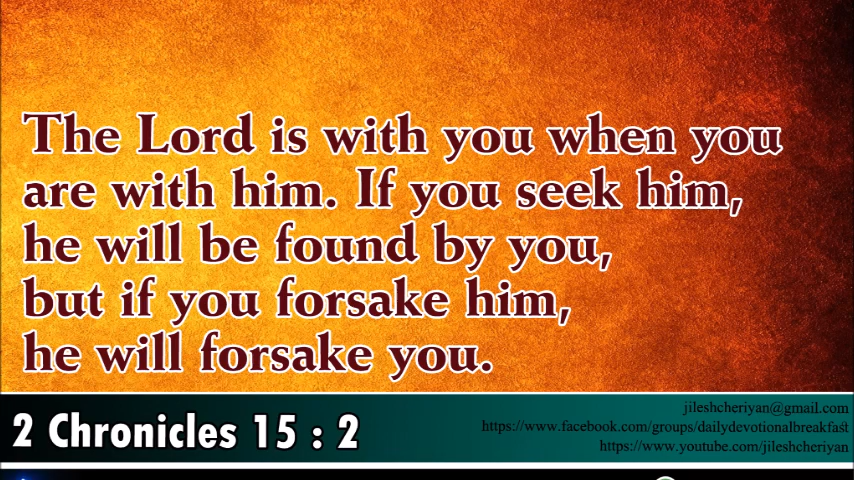 The Lord is with you when you
are with him. If you seek him,
he will be found by you,
but if you forsake him,
he will forsake you.
2 Chronicles 15 : 2
jileshcheriyan@gmail.com
https://www.facebook.com/groups/dailydevotionalbreakfast
https://www.youtube.com/jileshcheriyan